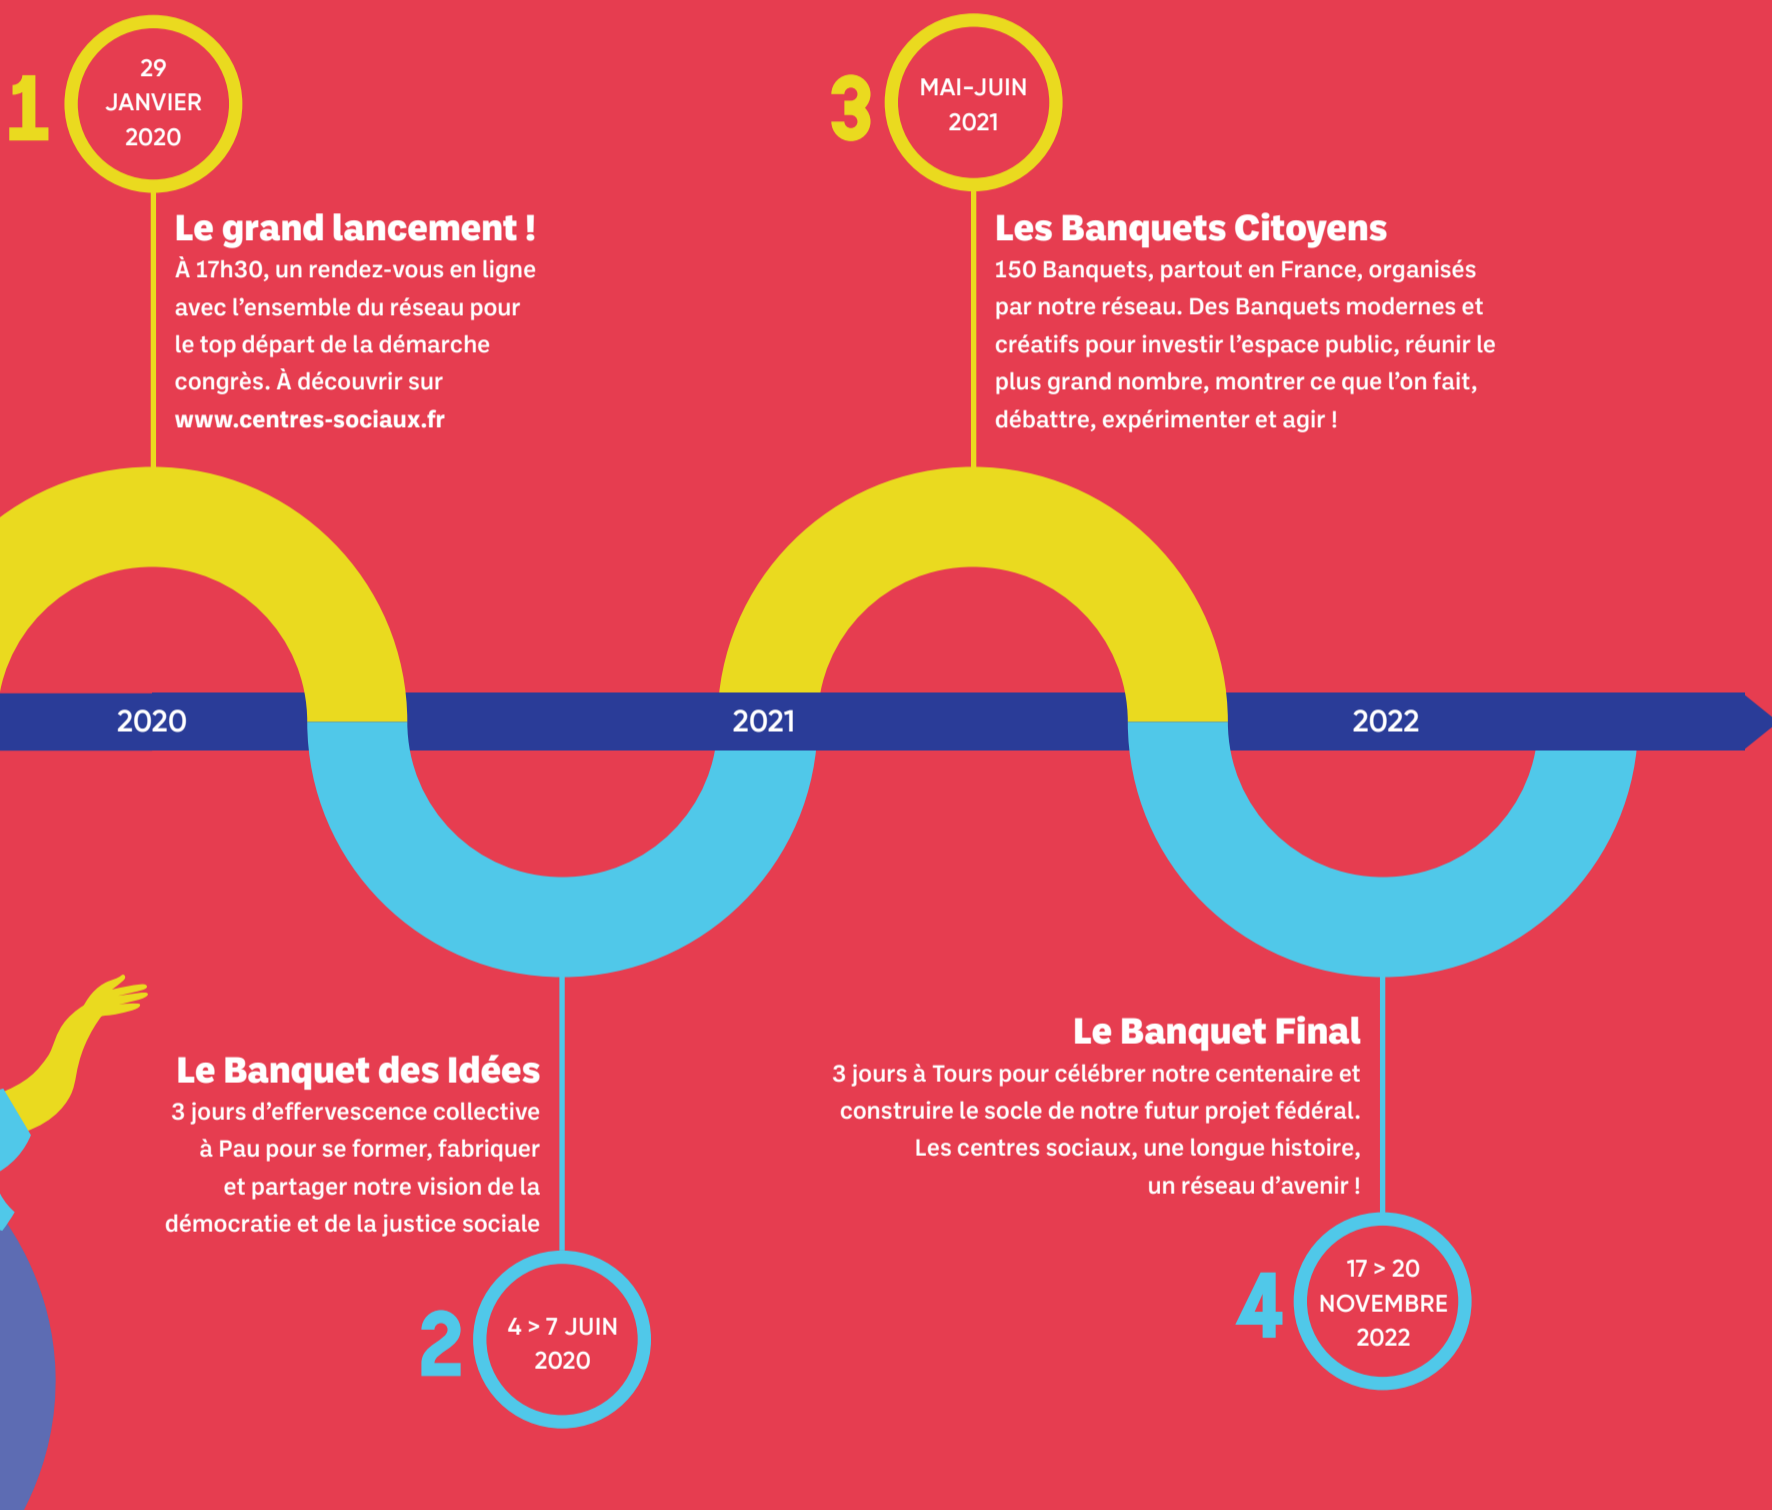 1
29
JANVIER
2020
Le grand lancement !
À 17h30, un rendez-vous en ligne
avec l’ensemble du réseau pour
le top départ de la démarche
congrès. À découvrir sur
www.centres-sociaux.fr
3
MAI-JUIN
2021
Les Banquets Citoyens
150 Banquets, partout en France, organisés
par notre réseau. Des Banquets modernes et
créatifs pour investir l’espace public, réunir le
plus grand nombre, montrer ce que l’on fait,
débattre, expérimenter et agir !
2020
2021
2022
Le Banquet des Idées
3 jours d’effervescence collective
à Pau pour se former, fabriquer
et partager notre vision de la
démocratie et de la justice sociale
2
4 > 7 JUIN
2020
Le Banquet Final
3 jours à Tours pour célébrer notre centenaire et
construire le socle de notre futur projet fédéral.
Les centres sociaux, une longue histoire,
un réseau d’avenir !
4
17 > 20
NOVEMBRE
2022